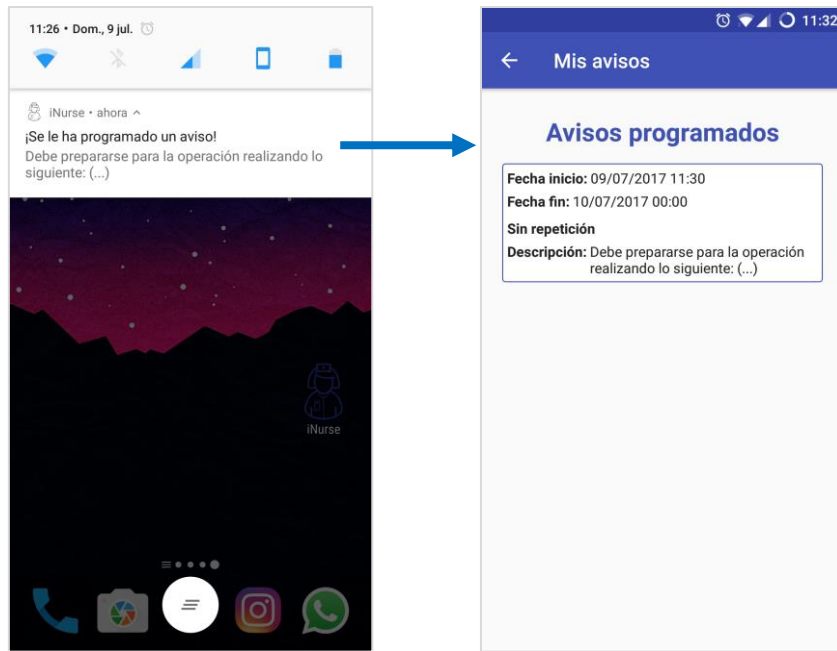 11:26 • Dom., 9 jul.
iNurse • ahora
¡Se le ha programado un aviso!
Debe prepararse para la operación realizando lo
siguiente: (...)
iNurse
11:32
Mis avisos
Avisos programados
Fecha inicio: 09/07/2017 11:30
Fecha fin: 10/07/2017 00:00
Sin repetición
Descripción: Debe prepararse para la operación
realizando lo siguiente: (...)